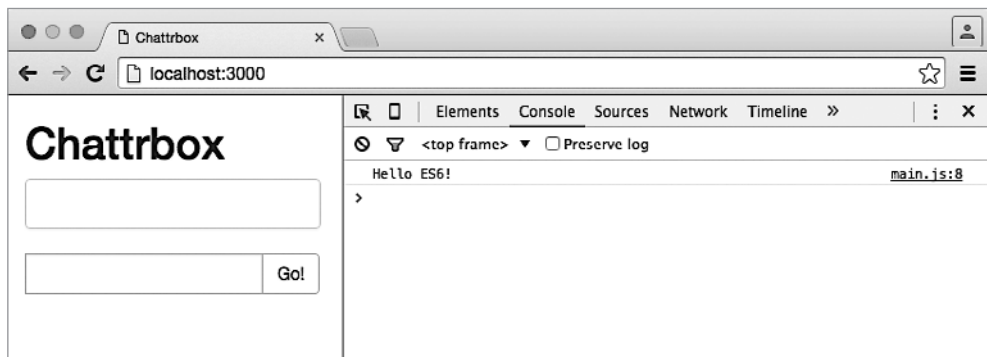 Chattrbox
localhost:3000
Chattrbox
Go!
Elements Console Sources Network Timeline »
<top frame> ▼ Preserve log
Hello ES6! main.js:8
>